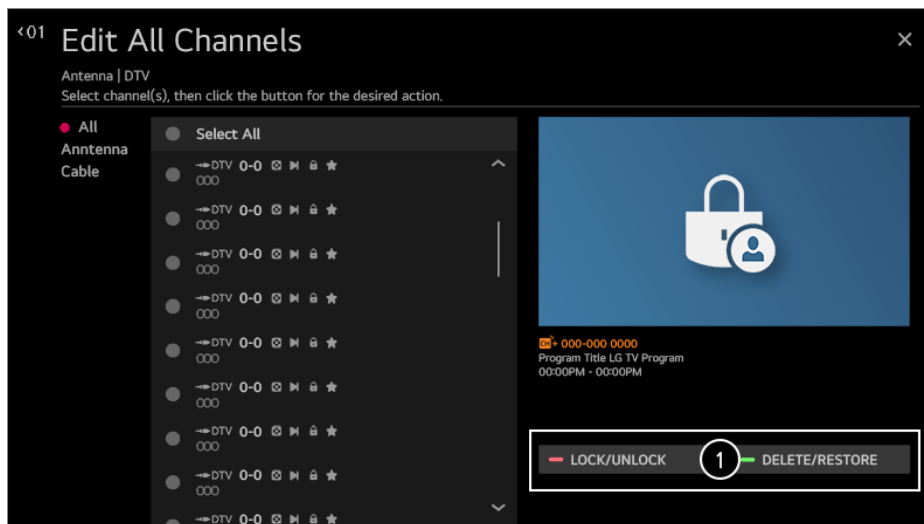 01
Edit All Channels
Antenna | DTV
Select channel(s), then click the button for the desired action.
All
Anntenna
Cable
Select All
DTV 0-0
000
DTV 0-0
000
DTV 0-0
000
DTV 0-0
000
DTV 0-0
000
DTV 0-0
000
DTV 0-0
000
DTV 0-0
000
DTV 0-0
CH+ 000-000 0000
Program Title LG TV Program
00:00PM - 00:00PM
LOCK/UNLOCK
1
DELETE/RESTORE